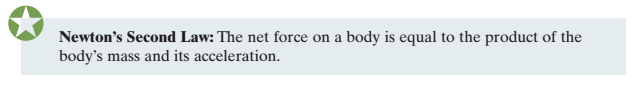 Newton's Second Law: The net force on a body is equal to the product of the
body's mass and its acceleration.